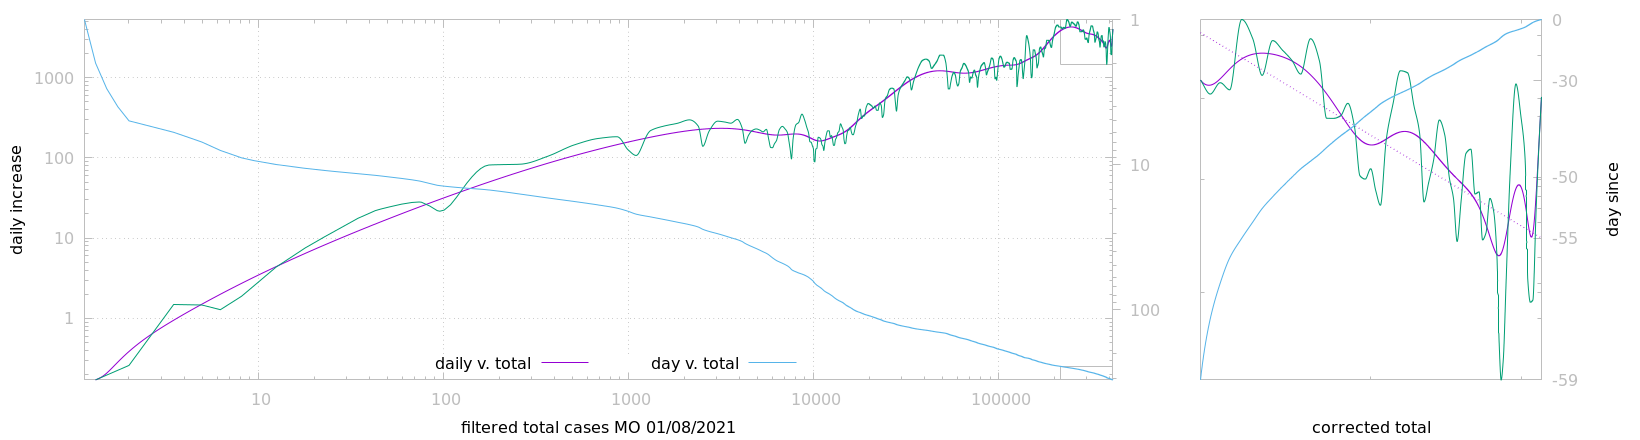 daily increase
1000
100
10
1
daily v. total
day v. total
10
100
1000
10000
100000
filtered total cases MO 01/08/2021
1
10
100
0
-30
-50
-55
-59
day since
corrected total